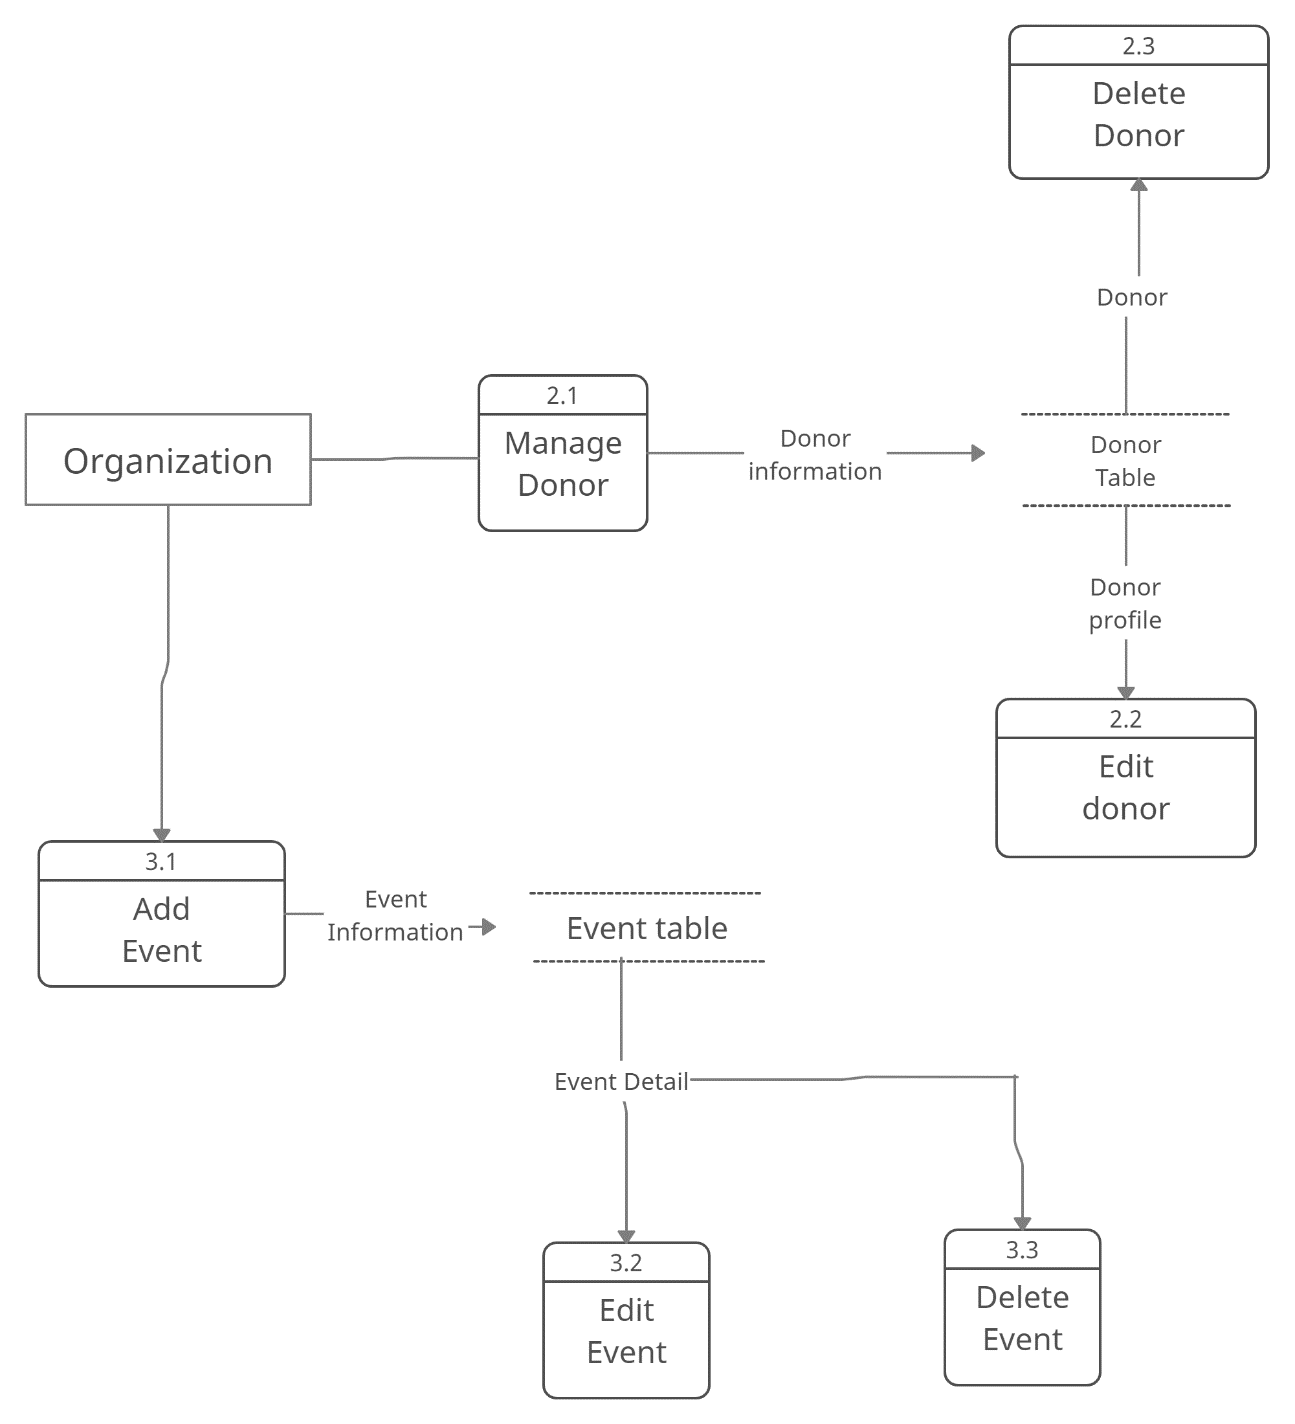 2.3
Delete
Donor
Donor
2.1
Manage
Donor
Organization
Donor
information
Donor
Table
Donor
profile
2.2
Edit
donor
3.1
Add
Event
Event
Information
Event table
Event Detail
3.2
Edit
Event
3.3
Delete
Event